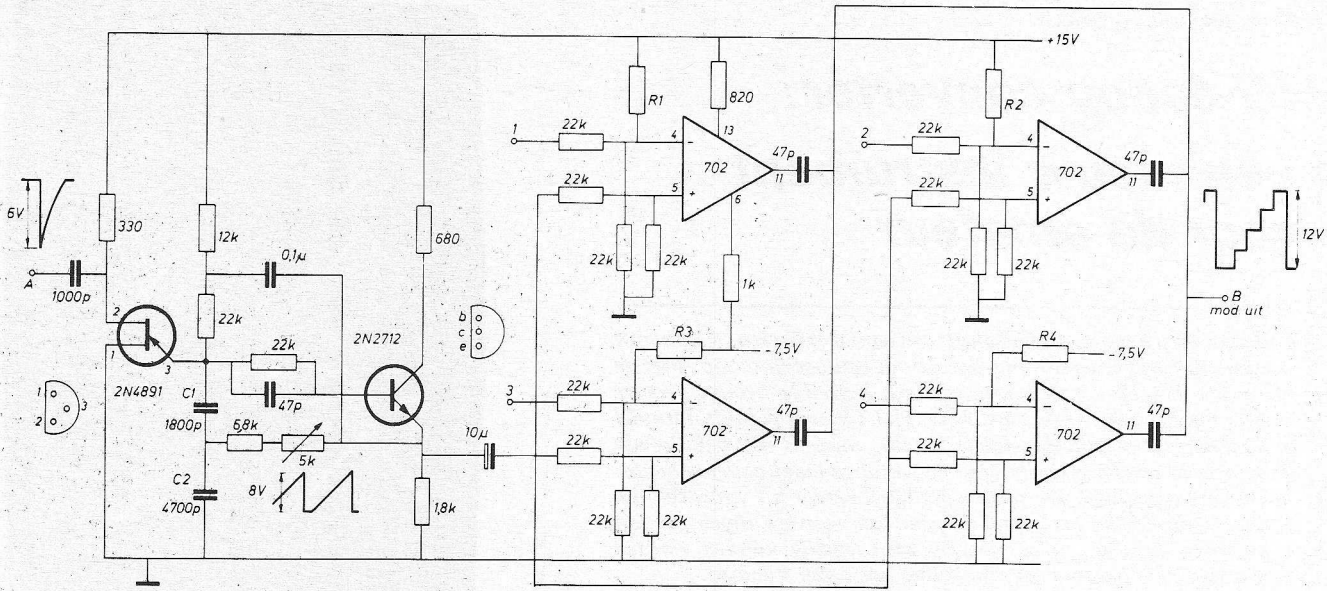 +15V
R1
820
R2
1
22k
4
13
-
702
47p
11
22k
5
+
6
2
22k
4
-
702
47p
11
22k
5
+
6V
330
12k
680
0,1µ
A
1000p
22k
22k
22k
1k
22k
22k
12V
B
mod uit
2
1
3
22k
2N2712
b
c
e
R3
-7,5V
R4
-7,5V
1
2
3
2N4891
C1
1800p
22k
47p
3
22k
4
-
702
47p
11
22k
5
+
4
22k
4
-
702
47p
11
22k
5
+
6,8k
5k
10µ
C2
4700p
8V
1,8k
22k
22k
22k
22k